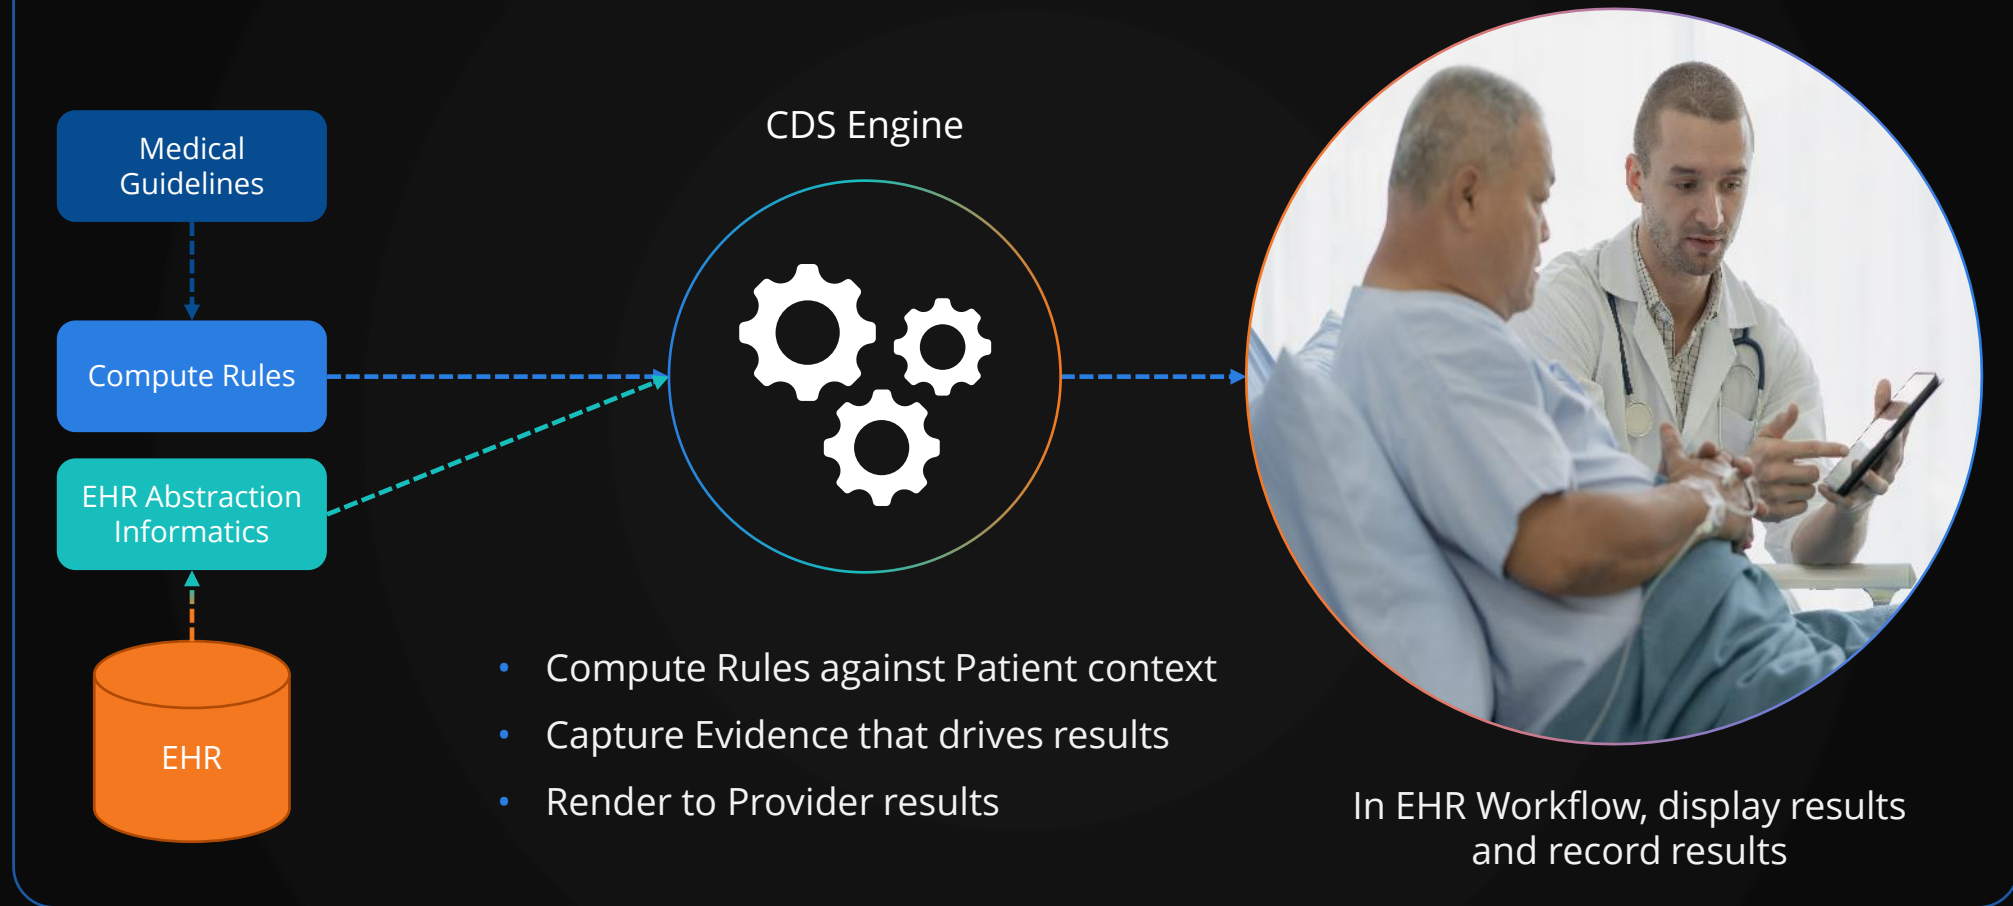 Medical
Guidelines
CDS Engine
Compute Rules
EHR Abstraction
Informatics
EHR
• Compute Rules against Patient context
• Capture Evidence that drives results
• Render to Provider results
In EHR Workflow, display results
and record results